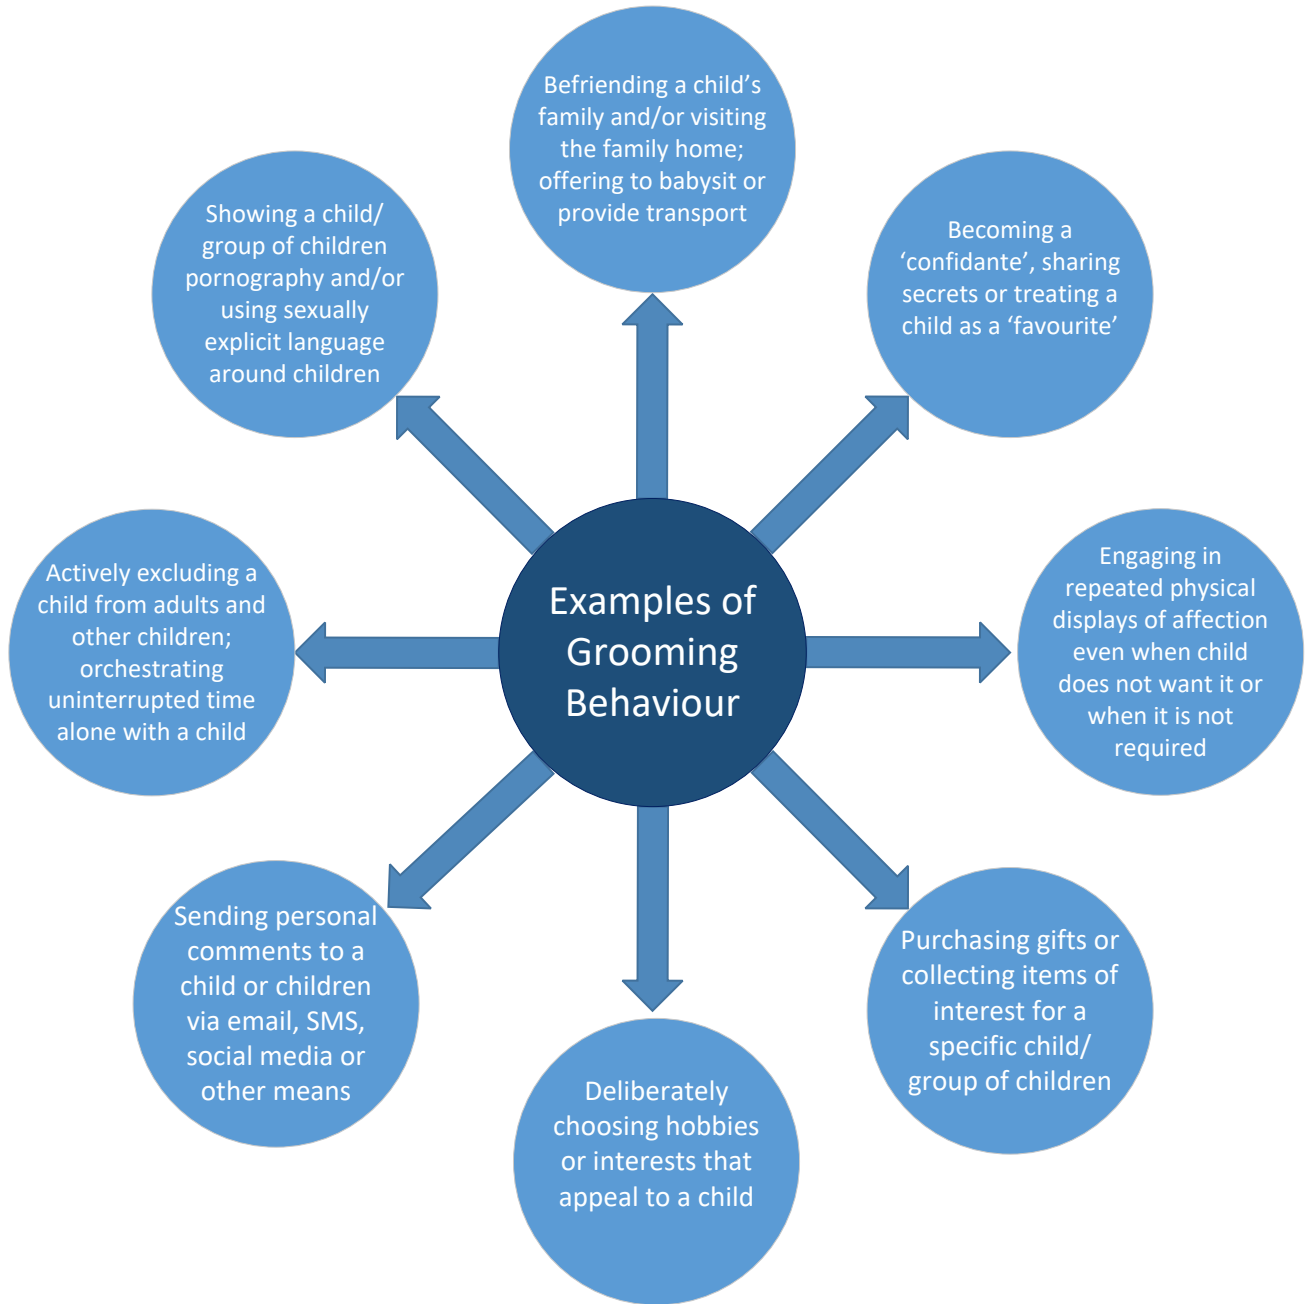 Examples of
Grooming
Behaviour
Befriending a child’s
family and/or visiting
the family home;
offering to babysit or
provide transport
Becoming a
‘confidante’, sharing
secrets or treating a
child as a ‘favourite’
Engaging in
repeated physical
displays of affection
even when child
does not want it or
when it is not
required
Purchasing gifts or
collecting items of
interest for a
specific child/
group of children
Deliberately
choosing hobbies
or interests that
appeal to a child
Sending personal
comments to a
child or children
via email, SMS,
social media or
other means
Actively excluding a
child from adults and
other children;
orchestrating
uninterrupted time
alone with a child
Showing a child/
group of children
pornography and/or
using sexually
explicit language
around children